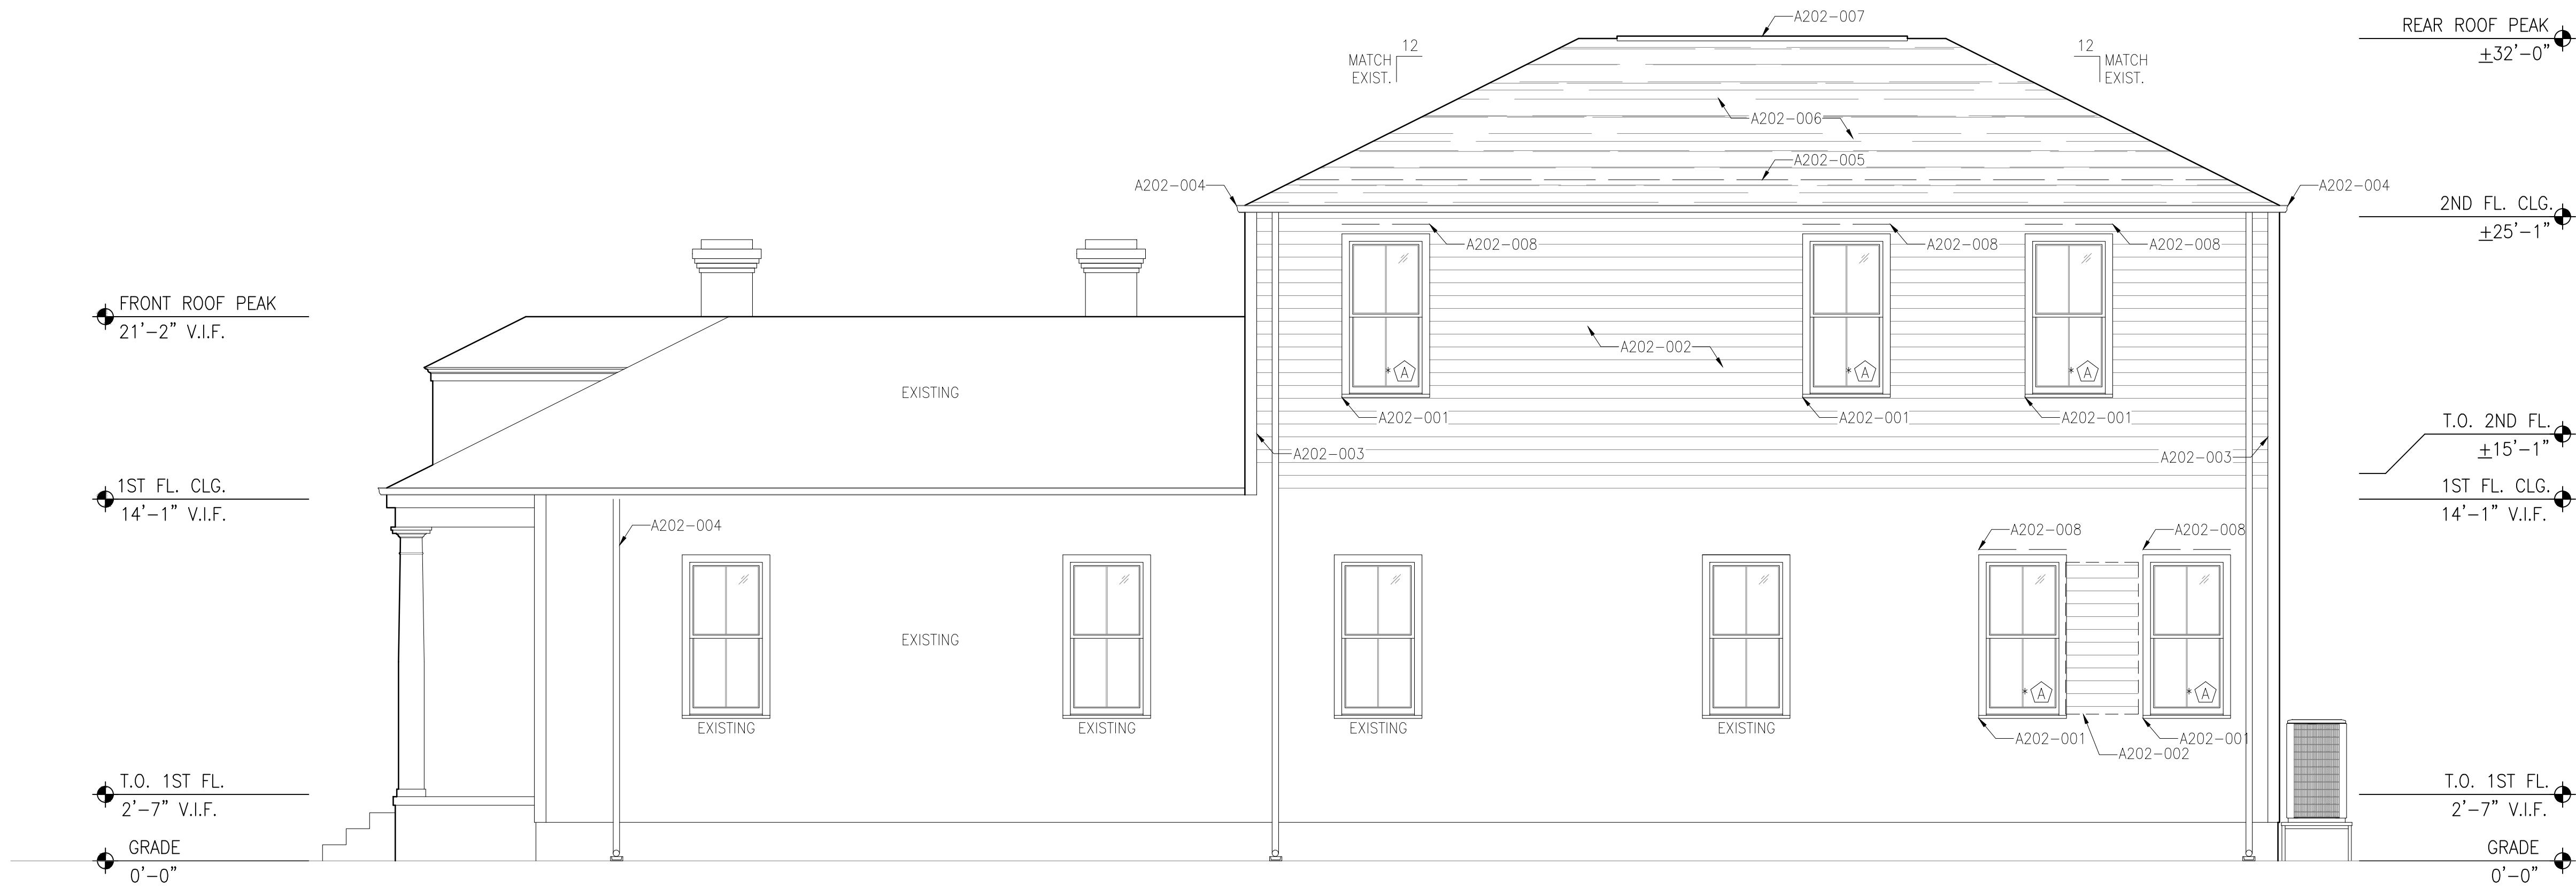 A202-007
REAR ROOF PEAK
±32'-0"
12
MATCH
EXIST.
12
MATCH
EXIST.
A202-006
A202-005
A202-004
A202-004
2ND FL. CLG.
±25'-1"
A202-008
A202-008
A202-008
FRONT ROOF PEAK
21'-2" V.I.F.
A202-002
* A
* A
* A
EXISTING
A202-001
A202-001
A202-001
T.O. 2ND FL.
±15'-1"
A202-003
A202-003
1ST FL. CLG.
14'-1" V.I.F.
1ST FL. CLG.
14'-1" V.I.F.
A202-004
A202-008
A202-008
EXISTING
* A
* A
EXISTING
EXISTING
EXISTING
EXISTING
A202-001
A202-002
A202-001
T.O. 1ST FL.
2'-7" V.I.F.
T.O. 1ST FL.
2'-7" V.I.F.
GRADE
0'-0"
GRADE
0'-0"